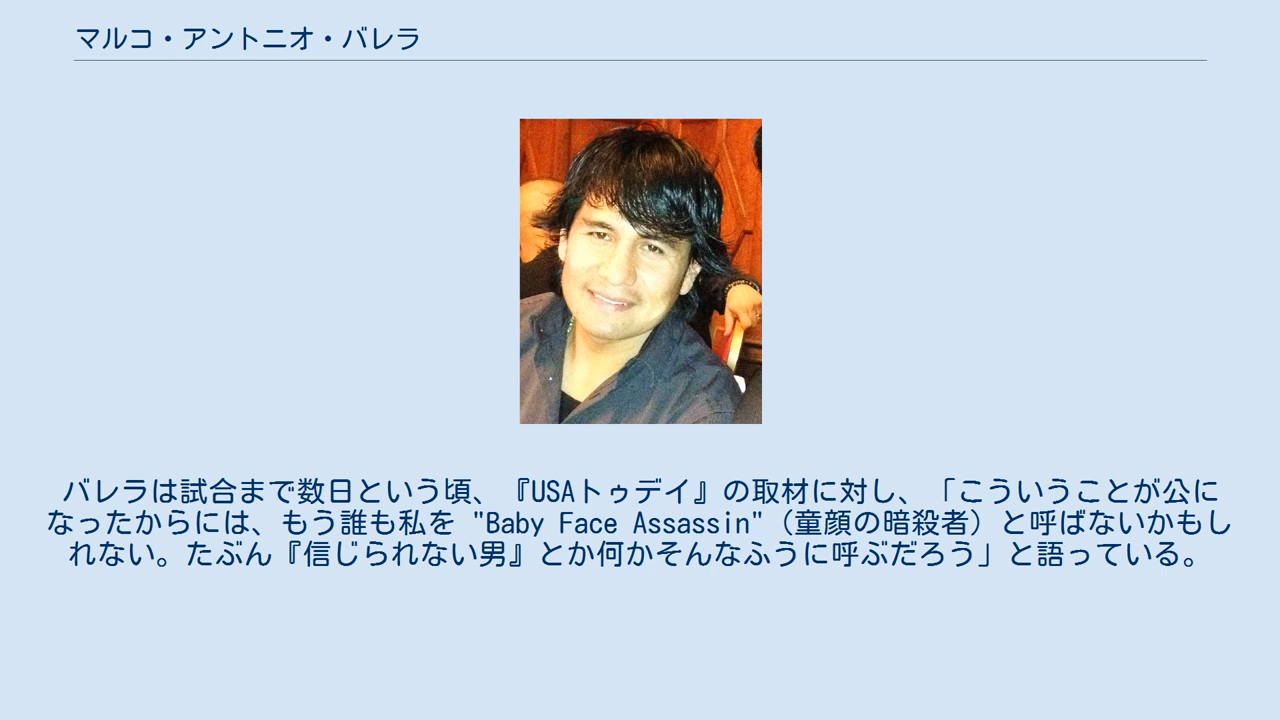 マルコ・アントニオ・バレラ
バレラは試合まで数日という頃、『USAトゥデイ』の取材に対し、「こういうことが公に
なったからには、もう誰も私を "Baby Face Assassin"（童顔の暗殺者）と呼ばないかもし
れない。たぶん『信じられない男』とか何かそんなふうに呼ぶだろう」と語っている。